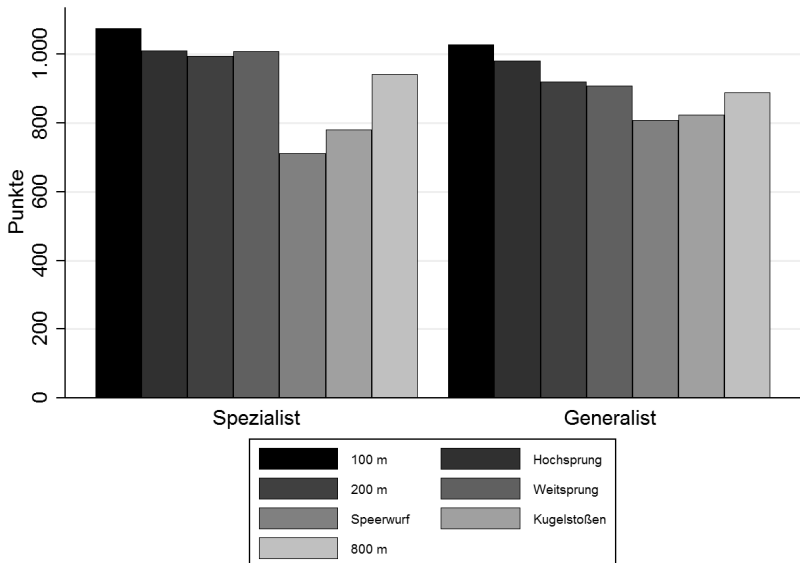 Punkte
1.000
800
600
400
200
0
Spezialist Generalist
100 m Hochsprung
200 m Weitsprung
Speerwurf Kugelstoßen
800 m